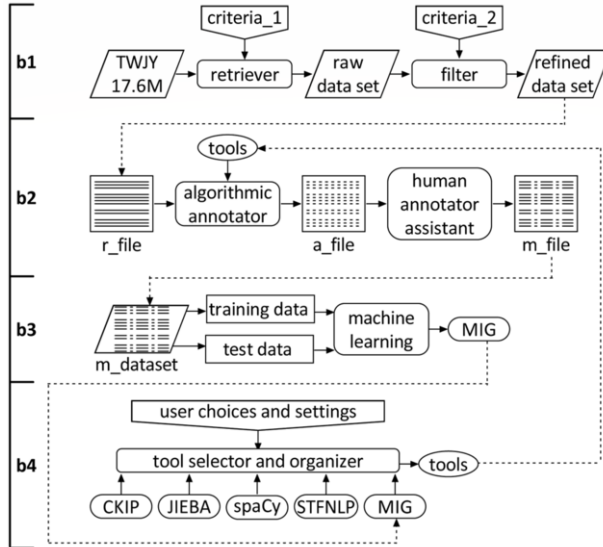 criteria_1
criteria_2
b1
TWJY
17.6M
retriever
raw
data set
filter
refined
data set
b2
tools
algorithmic
annotator
human
annotator
assistant
r_file
a_file
m_file
b3
training data
test data
machine
learning
MIG
m_dataset
b4
user choices and settings
tool selector and organizer
tools
CKIP
JIEBA
spaCy
STFNLP
MIG